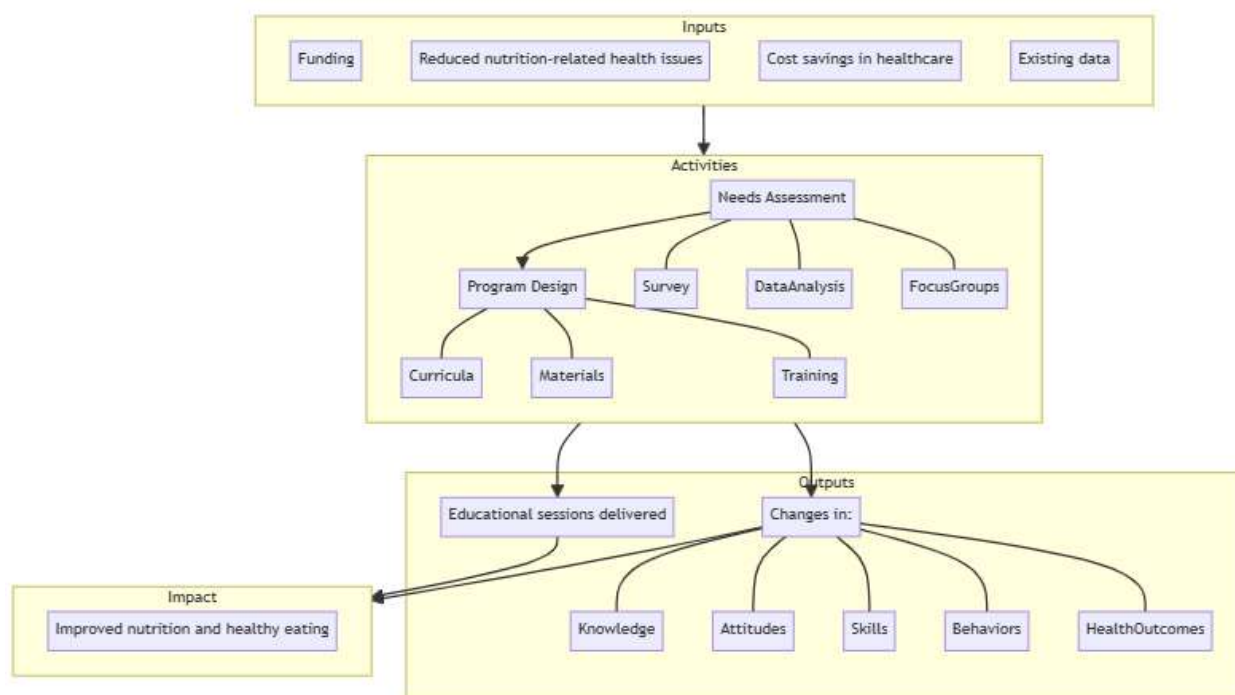 Inputs
Funding
Reduced nutrition-related health issues
Cost savings in healthcare
Existing data
Activities
Needs Assessment
Program Design
Survey
DataAnalysis
FocusGroups
Curricula
Materials
Training
Outputs
Educational sessions delivered
Changes in:
Impact
Improved nutrition and healthy eating
Knowledge
Attitudes
Skills
Behaviors
HealthOutcomes